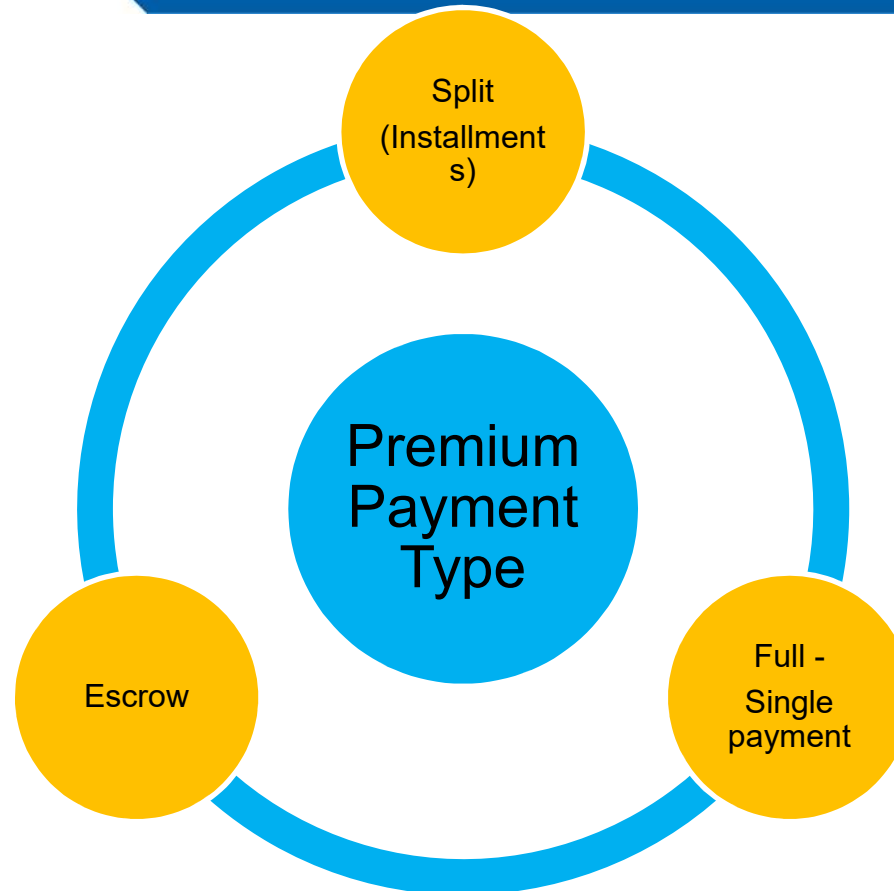 Split
(Installment
s)
Premium
Payment
Type
Escrow
Full -
Single
payment